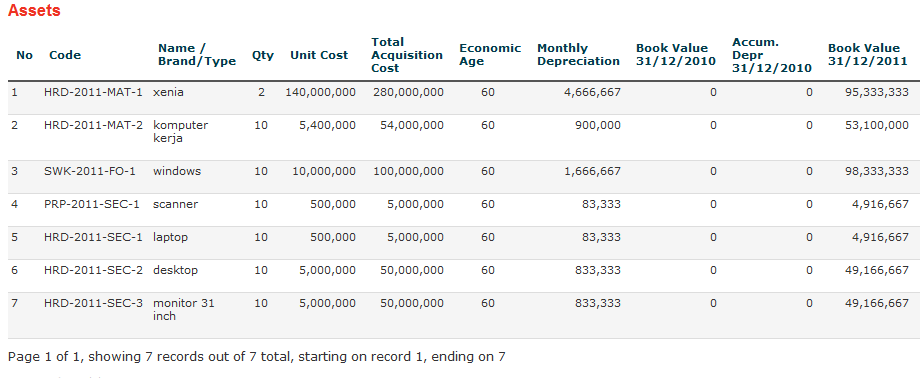 Assets
No Code Name / Brand/Type Qty Unit Cost Total Acquisition Cost Economic Age Monthly Depreciation Book Value 31/12/2010 Accum. Depr 31/12/2010 Book Value 31/12/2011
1 HRD-2011-MAT-1 xenia 2 140,000,000 280,000,000 60 4,666,667 0 0 95,333,333
2 HRD-2011-MAT-2 komputer kerja 10 5,400,000 54,000,000 60 900,000 0 0 53,100,000
3 SWK-2011-FO-1 windows 10 10,000,000 100,000,000 60 1,666,667 0 0 98,333,333
4 PRP-2011-SEC-1 scanner 10 500,000 5,000,000 60 83,333 0 0 4,916,667
5 HRD-2011-SEC-1 laptop 10 500,000 5,000,000 60 83,333 0 0 4,916,667
6 HRD-2011-SEC-2 desktop 10 5,000,000 50,000,000 60 833,333 0 0 49,166,667
7 HRD-2011-SEC-3 monitor 31 inch 10 5,000,000 50,000,000 60 833,333 0 0 49,166,667
Page 1 of 1, showing 7 records out of 7 total, starting on record 1, ending on 7